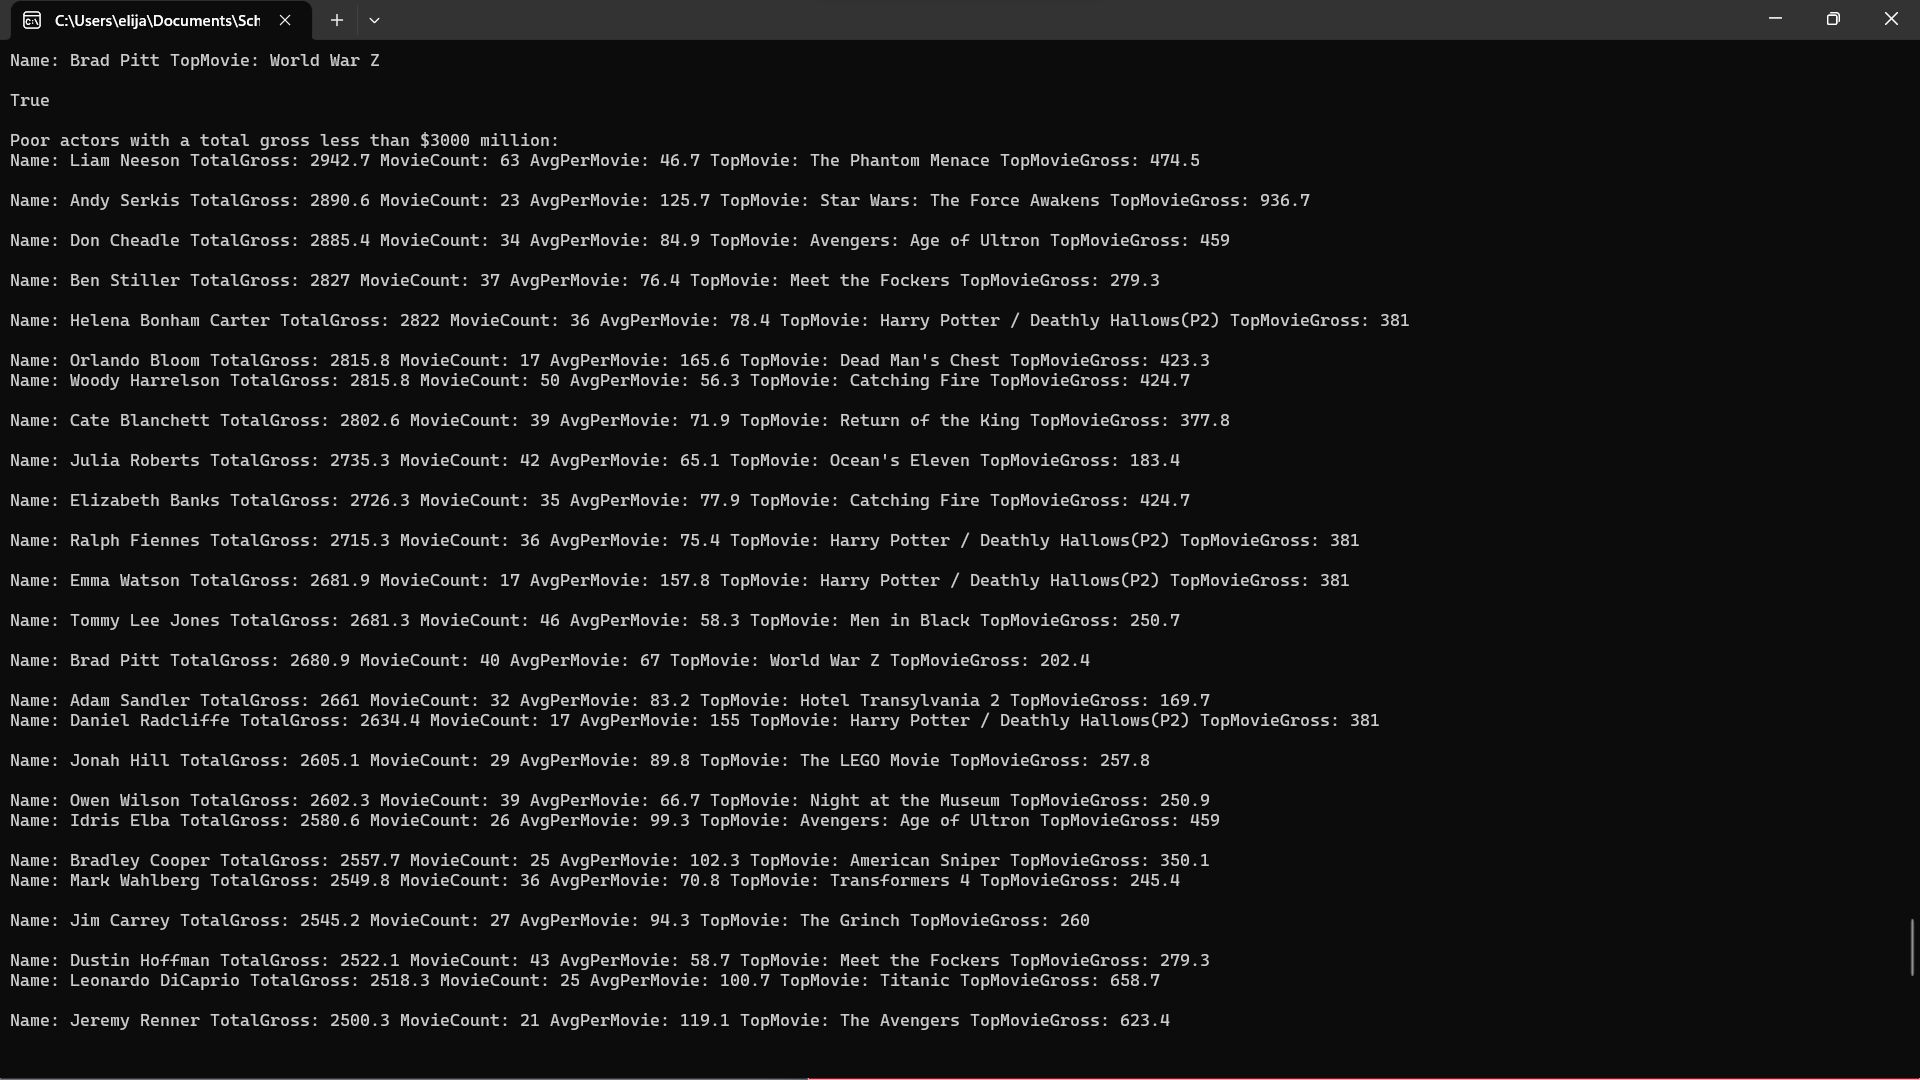 C:\Users\elija\Documents\Sch
Name: Brad Pitt TopMovie: World War Z
True
Poor actors with a total gross less than $3000 million:
Name: Liam Neeson TotalGross: 2942.7 MovieCount: 63 AvgPerMovie: 46.7 TopMovie: The Phantom Menace TopMovieGross: 474.5
Name: Andy Serkis TotalGross: 2890.6 MovieCount: 23 AvgPerMovie: 125.7 TopMovie: Star Wars: The Force Awakens TopMovieGross: 936.7
Name: Don Cheadle TotalGross: 2885.4 MovieCount: 34 AvgPerMovie: 84.9 TopMovie: Avengers: Age of Ultron TopMovieGross: 459
Name: Ben Stiller TotalGross: 2827 MovieCount: 37 AvgPerMovie: 76.4 TopMovie: Meet the Fockers TopMovieGross: 279.3
Name: Helena Bonham Carter TotalGross: 2822 MovieCount: 36 AvgPerMovie: 78.4 TopMovie: Harry Potter / Deathly Hallows(P2) TopMovieGross: 381
Name: Orlando Bloom TotalGross: 2815.8 MovieCount: 17 AvgPerMovie: 165.6 TopMovie: Dead Man's Chest TopMovieGross: 423.3
Name: Woody Harrelson TotalGross: 2815.8 MovieCount: 50 AvgPerMovie: 56.3 TopMovie: Catching Fire TopMovieGross: 424.7
Name: Cate Blanchett TotalGross: 2802.6 MovieCount: 39 AvgPerMovie: 71.9 TopMovie: Return of the King TopMovieGross: 377.8
Name: Julia Roberts TotalGross: 2735.3 MovieCount: 42 AvgPerMovie: 65.1 TopMovie: Ocean's Eleven TopMovieGross: 183.4
Name: Elizabeth Banks TotalGross: 2726.3 MovieCount: 35 AvgPerMovie: 77.9 TopMovie: Catching Fire TopMovieGross: 424.7
Name: Ralph Fiennes TotalGross: 2715.3 MovieCount: 36 AvgPerMovie: 75.4 TopMovie: Harry Potter / Deathly Hallows(P2) TopMovieGross: 381
Name: Emma Watson TotalGross: 2681.9 MovieCount: 17 AvgPerMovie: 157.8 TopMovie: Harry Potter / Deathly Hallows(P2) TopMovieGross: 381
Name: Tommy Lee Jones TotalGross: 2681.3 MovieCount: 46 AvgPerMovie: 58.3 TopMovie: Men in Black TopMovieGross: 250.7
Name: Brad Pitt TotalGross: 2680.9 MovieCount: 40 AvgPerMovie: 67 TopMovie: World War Z TopMovieGross: 202.4
Name: Adam Sandler TotalGross: 2661 MovieCount: 32 AvgPerMovie: 83.2 TopMovie: Hotel Transylvania 2 TopMovieGross: 169.7
Name: Daniel Radcliffe TotalGross: 2634.4 MovieCount: 17 AvgPerMovie: 155 TopMovie: Harry Potter / Deathly Hallows(P2) TopMovieGross: 381
Name: Jonah Hill TotalGross: 2605.1 MovieCount: 29 AvgPerMovie: 89.8 TopMovie: The LEGO Movie TopMovieGross: 257.8
Name: Owen Wilson TotalGross: 2602.3 MovieCount: 39 AvgPerMovie: 66.7 TopMovie: Night at the Museum TopMovieGross: 250.9
Name: Idris Elba TotalGross: 2580.6 MovieCount: 26 AvgPerMovie: 99.3 TopMovie: Avengers: Age of Ultron TopMovieGross: 459
Name: Bradley Cooper TotalGross: 2557.7 MovieCount: 25 AvgPerMovie: 102.3 TopMovie: American Sniper TopMovieGross: 350.1
Name: Mark Wahlberg TotalGross: 2549.8 MovieCount: 36 AvgPerMovie: 70.8 TopMovie: Transformers 4 TopMovieGross: 245.4
Name: Jim Carrey TotalGross: 2545.2 MovieCount: 27 AvgPerMovie: 94.3 TopMovie: The Grinch TopMovieGross: 260
Name: Dustin Hoffman TotalGross: 2522.1 MovieCount: 43 AvgPerMovie: 58.7 TopMovie: Meet the Fockers TopMovieGross: 279.3
Name: Leonardo DiCaprio TotalGross: 2518.3 MovieCount: 25 AvgPerMovie: 100.7 TopMovie: Titanic TopMovieGross: 658.7
Name: Jeremy Renner TotalGross: 2500.3 MovieCount: 21 AvgPerMovie: 119.1 TopMovie: The Avengers TopMovieGross: 623.4